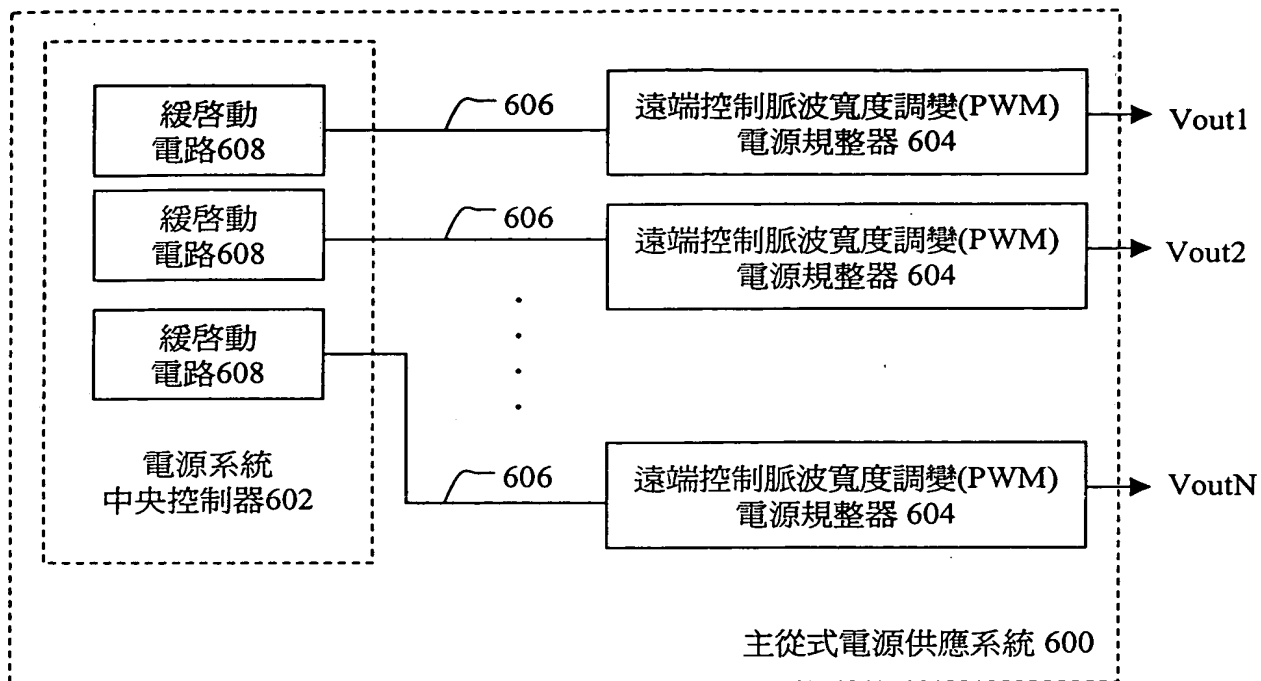 緩啓動
電路608
606
遠端控制脈波寬度調變(PWM)
電源規整器 604
Vout1
緩啓動
電路608
606
遠端控制脈波寬度調變(PWM)
電源規整器 604
Vout2
緩啓動
電路608
電源系統
中央控制器602
606
遠端控制脈波寬度調變(PWM)
電源規整器 604
VoutN
主從式電源供應系統 600